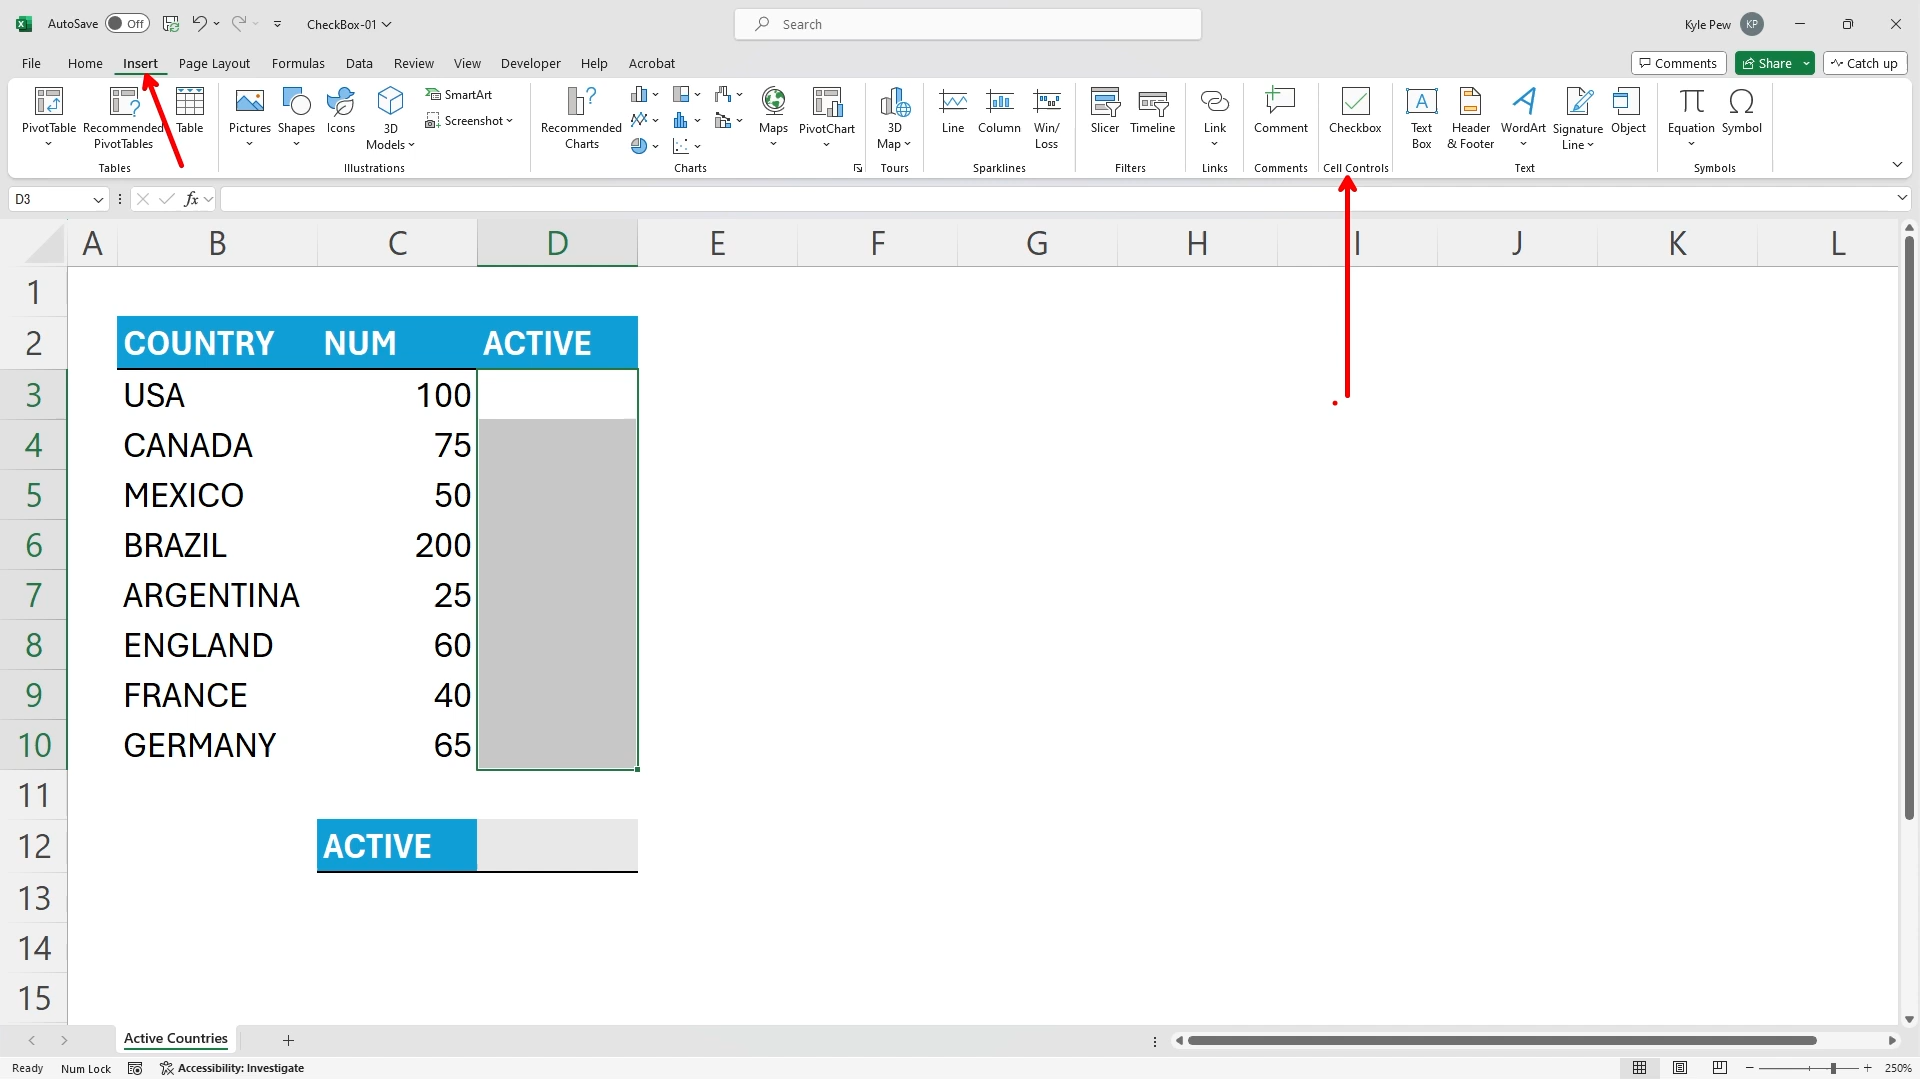 AutoSave Off CheckBox-01 Search Kyle Pew KP
File Home Insert Page Layout Formulas Data Review View Developer Help Acrobat Comments Share Catch up
PivotTable Recommended PivotTables Table
Tables
Pictures Shapes Icons 3D Models SmartArt Screenshot
Illustrations
Recommended Charts Maps PivotChart
Charts
3D Map
Tours
Line Column Win/Loss
Sparklines
Slicer Timeline
Filters
Link
Links
Comment
Comments
Checkbox
Cell Controls
Text Box Header & Footer WordArt Signature Line Object
Text
Equation Symbol
Symbols
D3 fx
A B C D E F G H I J K L
1
2 COUNTRY NUM ACTIVE
3 USA 100
4 CANADA 75
5 MEXICO 50
6 BRAZIL 200
7 ARGENTINA 25
8 ENGLAND 60
9 FRANCE 40
10 GERMANY 65
11
12 ACTIVE
13
14
15
Active Countries
Ready Num Lock Accessibility: Investigate 250%